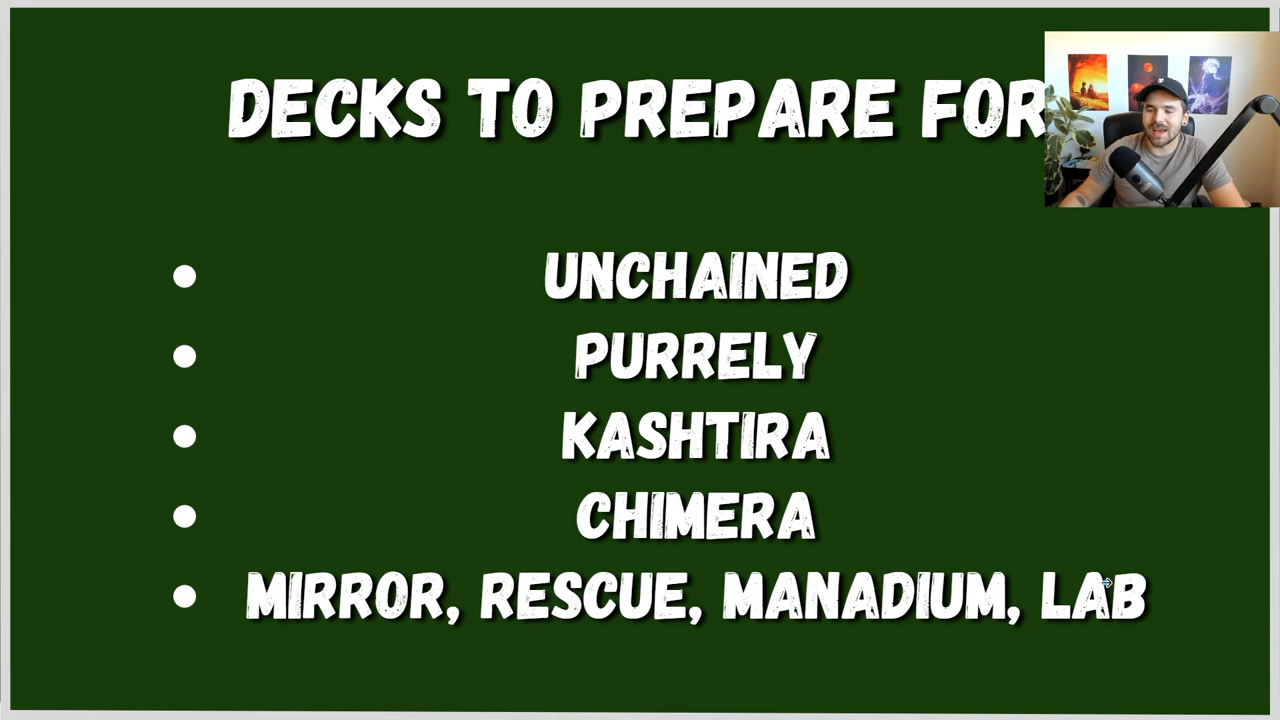 DECKS TO PREPARE FOR
UNCHAINED
PURRELY
KASHTIRA
CHIMERA
MIRROR, RESCUE, MANADIUM, LAB